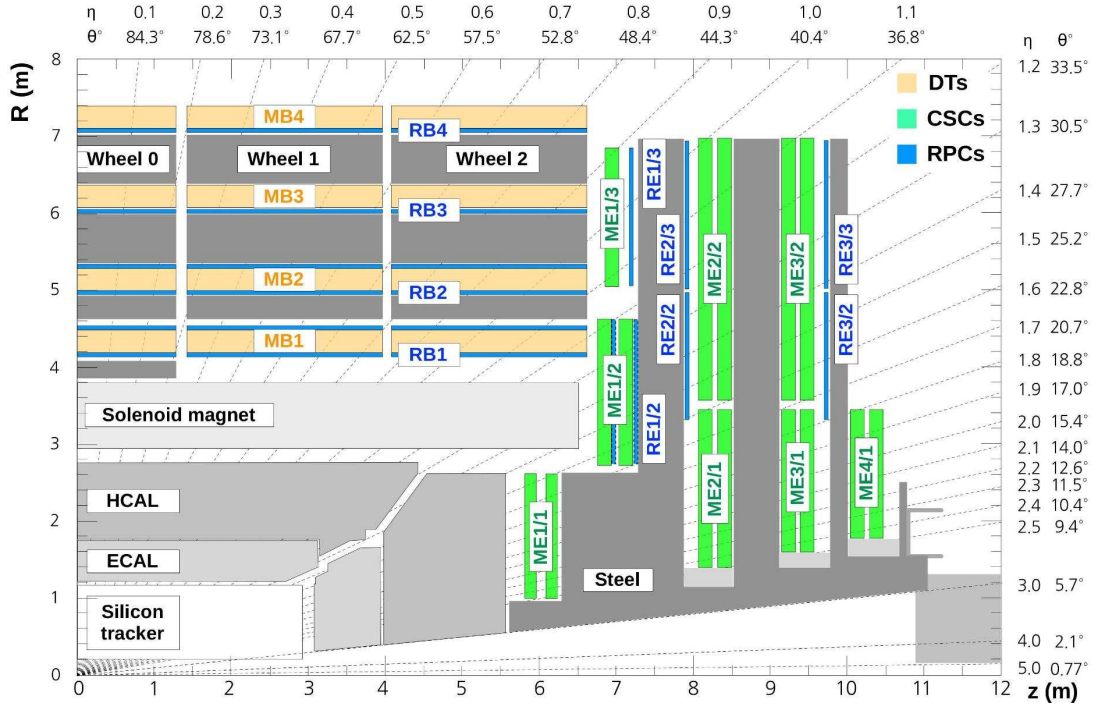 η 0.1 0.2 0.3 0.4 0.5 0.6 0.7 0.8 0.9 1.0 1.1
θ° 84.3° 78.6° 73.1° 67.7° 62.5° 57.5° 52.8° 48.4° 44.3° 40.4° 36.8°
η θ°
R (m)
8
7
6
5
4
3
2
1
0
1.2 33.5°
1.3 30.5°
1.4 27.7°
1.5 25.2°
1.6 22.8°
1.7 20.7°
1.8 18.8°
1.9 17.0°
2.0 15.4°
2.1 14.0°
2.2 12.6°
2.3 11.5°
2.4 10.4°
2.5 9.4°
3.0 5.7°
4.0 2.1°
5.0 0.77°
DTs
CSCs
RPCs
MB4
RB4
Wheel 0
Wheel 1
Wheel 2
MB3
RB3
MB2
RB2
MB1
RB1
Solenoid magnet
HCAL
ECAL
Silicon
tracker
Steel
ME1/3
RE1/3
RE2/3
ME2/2
ME3/2
RE3/3
RE2/2
RE3/2
ME1/2
RE1/2
ME1/1
ME2/1
ME3/1
ME4/1
0 1 2 3 4 5 6 7 8 9 10 11 12
z (m)